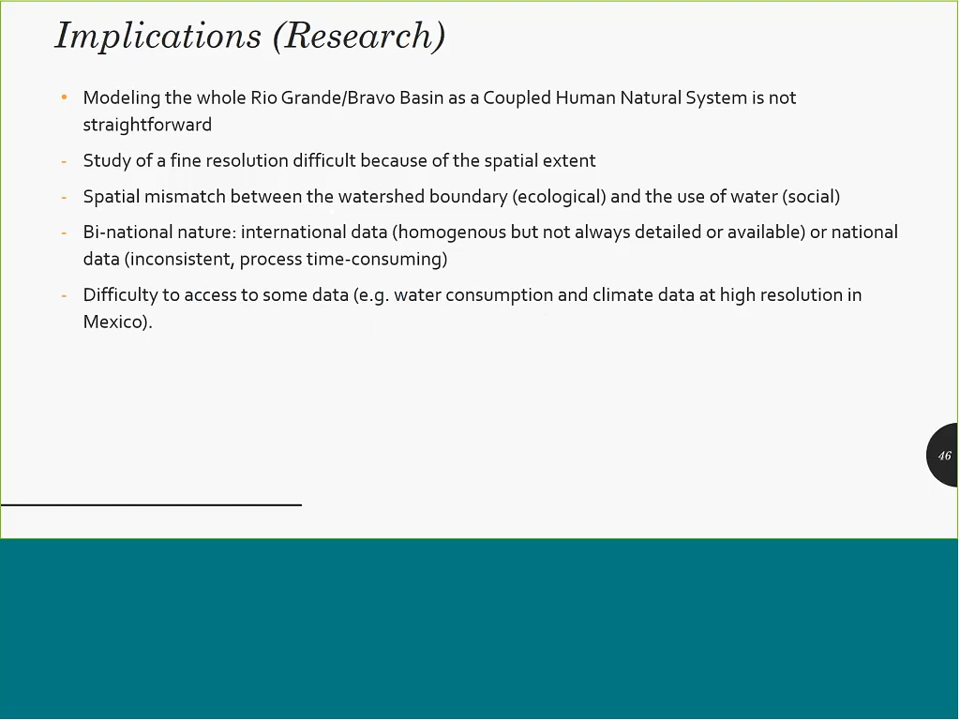 Implications (Research)
• Modeling the whole Rio Grande/Bravo Basin as a Coupled Human Natural System is not
straightforward
- Study of a fine resolution difficult because of the spatial extent
- Spatial mismatch between the watershed boundary (ecological) and the use of water (social)
- Bi-national nature: international data (homogenous but not always detailed or available) or national
data (inconsistent, process time-consuming)
- Difficulty to access to some data (e.g. water consumption and climate data at high resolution in
Mexico).
46